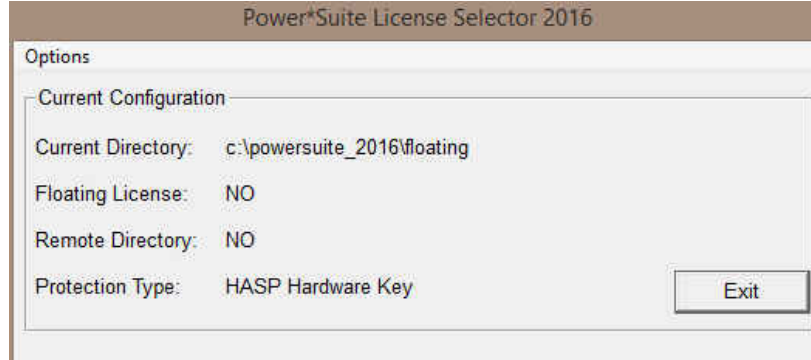 Power*Suite License Selector 2016
Options
Current Configuration
Current Directory: c:\powersuite_2016\floating
Floating License: NO
Remote Directory: NO
Protection Type: HASP Hardware Key
Exit